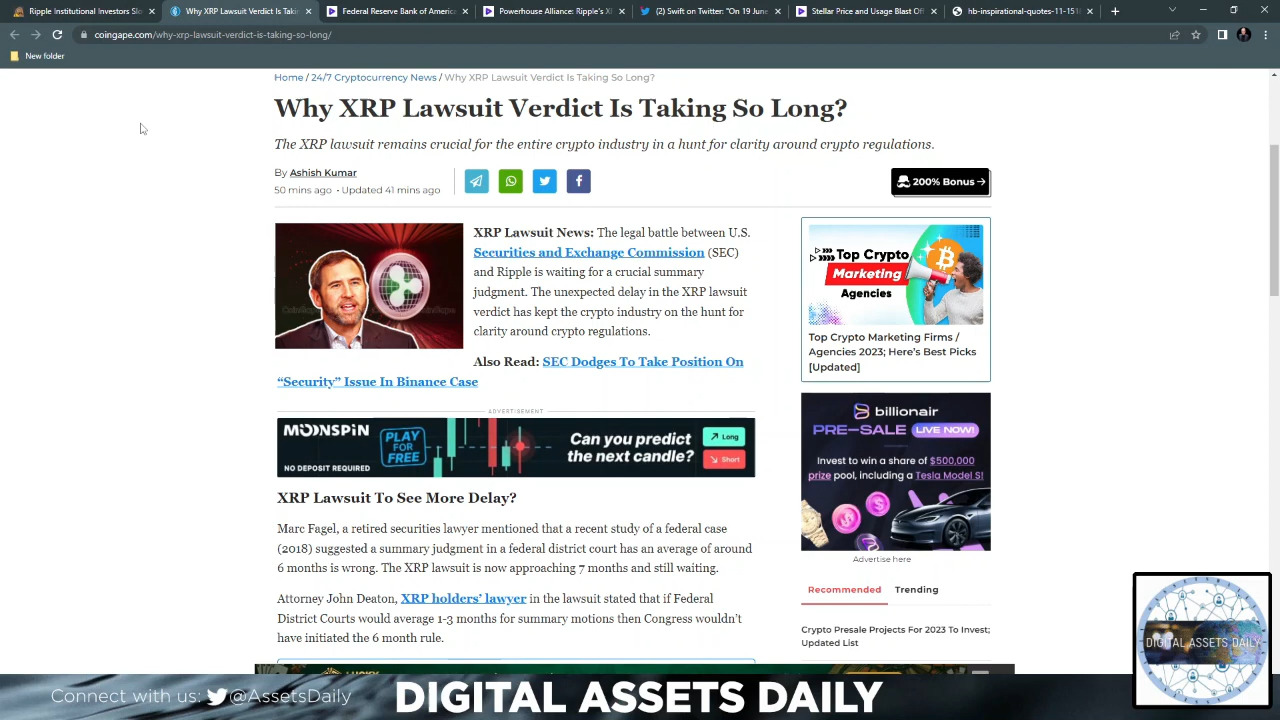 Ripple Institutional Investors Slo
Why XRP Lawsuit Verdict Is Takin
Federal Reserve Bank of America
Powerhouse Alliance: Ripple's XR
(2) Swift on Twitter: "On 19 June
Stellar Price and Usage Blast Off
hb-inspirational-quotes-11-151
coingape.com/why-xrp-lawsuit-verdict-is-taking-so-long/
New folder
Home / 24/7 Cryptocurrency News / Why XRP Lawsuit Verdict Is Taking So Long?
Why XRP Lawsuit Verdict Is Taking So Long?
The XRP lawsuit remains crucial for the entire crypto industry in a hunt for clarity around crypto regulations.
By Ashish Kumar
50 mins ago • Updated 41 mins ago
200% Bonus
XRP Lawsuit News: The legal battle between U.S.
Securities and Exchange Commission (SEC)
and Ripple is waiting for a crucial summary
judgment. The unexpected delay in the XRP lawsuit
verdict has kept the crypto industry on the hunt for
clarity around crypto regulations.
Also Read: SEC Dodges To Take Position On
“Security” Issue In Binance Case
ADVERTISEMENT
MOONSPIN
NO DEPOSIT REQUIRED
PLAY
FOR
FREE
Can you predict
the next candle?
Long
Short
XRP Lawsuit To See More Delay?
Marc Fagel, a retired securities lawyer mentioned that a recent study of a federal case
(2018) suggested a summary judgment in a federal district court has an average of around
6 months is wrong. The XRP lawsuit is now approaching 7 months and still waiting.
Attorney John Deaton, XRP holders’ lawyer in the lawsuit stated that if Federal
District Courts would average 1-3 months for summary motions then Congress wouldn’t
have initiated the 6 month rule.
Top Crypto
Marketing
Agencies
Top Crypto Marketing Firms /
Agencies 2023; Here’s Best Picks
[Updated]
billionair
PRE-SALE LIVE NOW!
Invest to win a share of $500,000
prize pool, including a Tesla Model S!
Advertise here
Recommended
Trending
Crypto Presale Projects For 2023 To Invest;
Updated List
DIGITAL ASSETS DAILY
Connect with us: @AssetsDaily
DIGITAL ASSETS DAILY